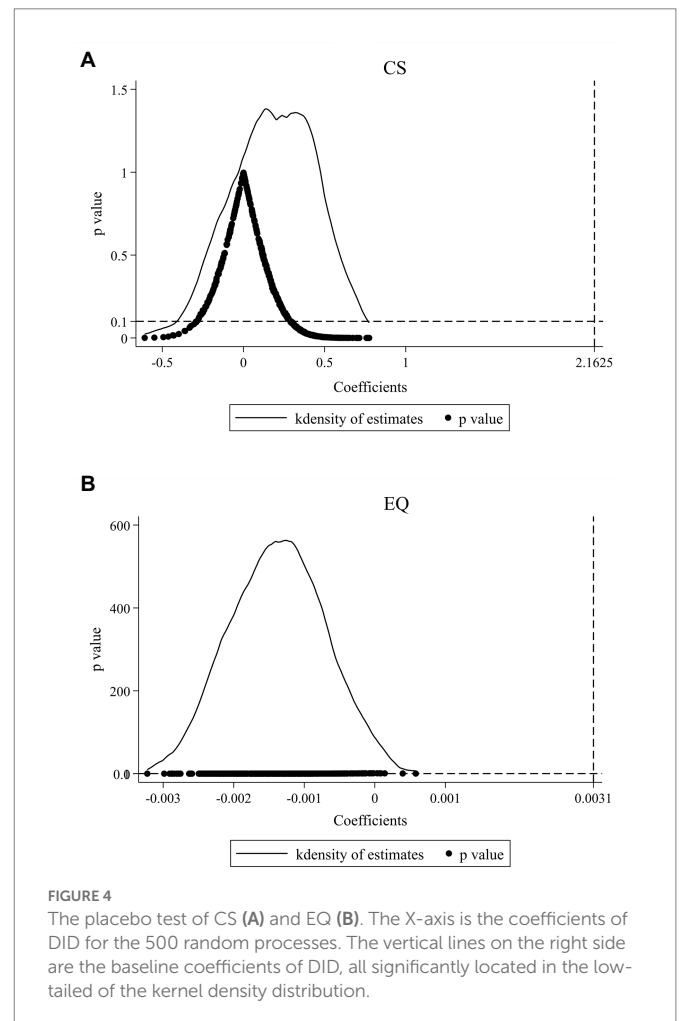 A
CS
1.5
1
0.5
0.1
0
p value
-0.5 0 0.5 1 2.1625
Coefficients
kdensity of estimates p value
B
EQ
600
400
200
0.0
p value
-0.003 -0.002 -0.001 0 0.001 0.0031
Coefficients
kdensity of estimates p value
FIGURE 4
The placebo test of CS (A) and EQ (B). The X-axis is the coefficients of
DID for the 500 random processes. The vertical lines on the right side
are the baseline coefficients of DID, all significantly located in the low-
tailed of the kernel density distribution.